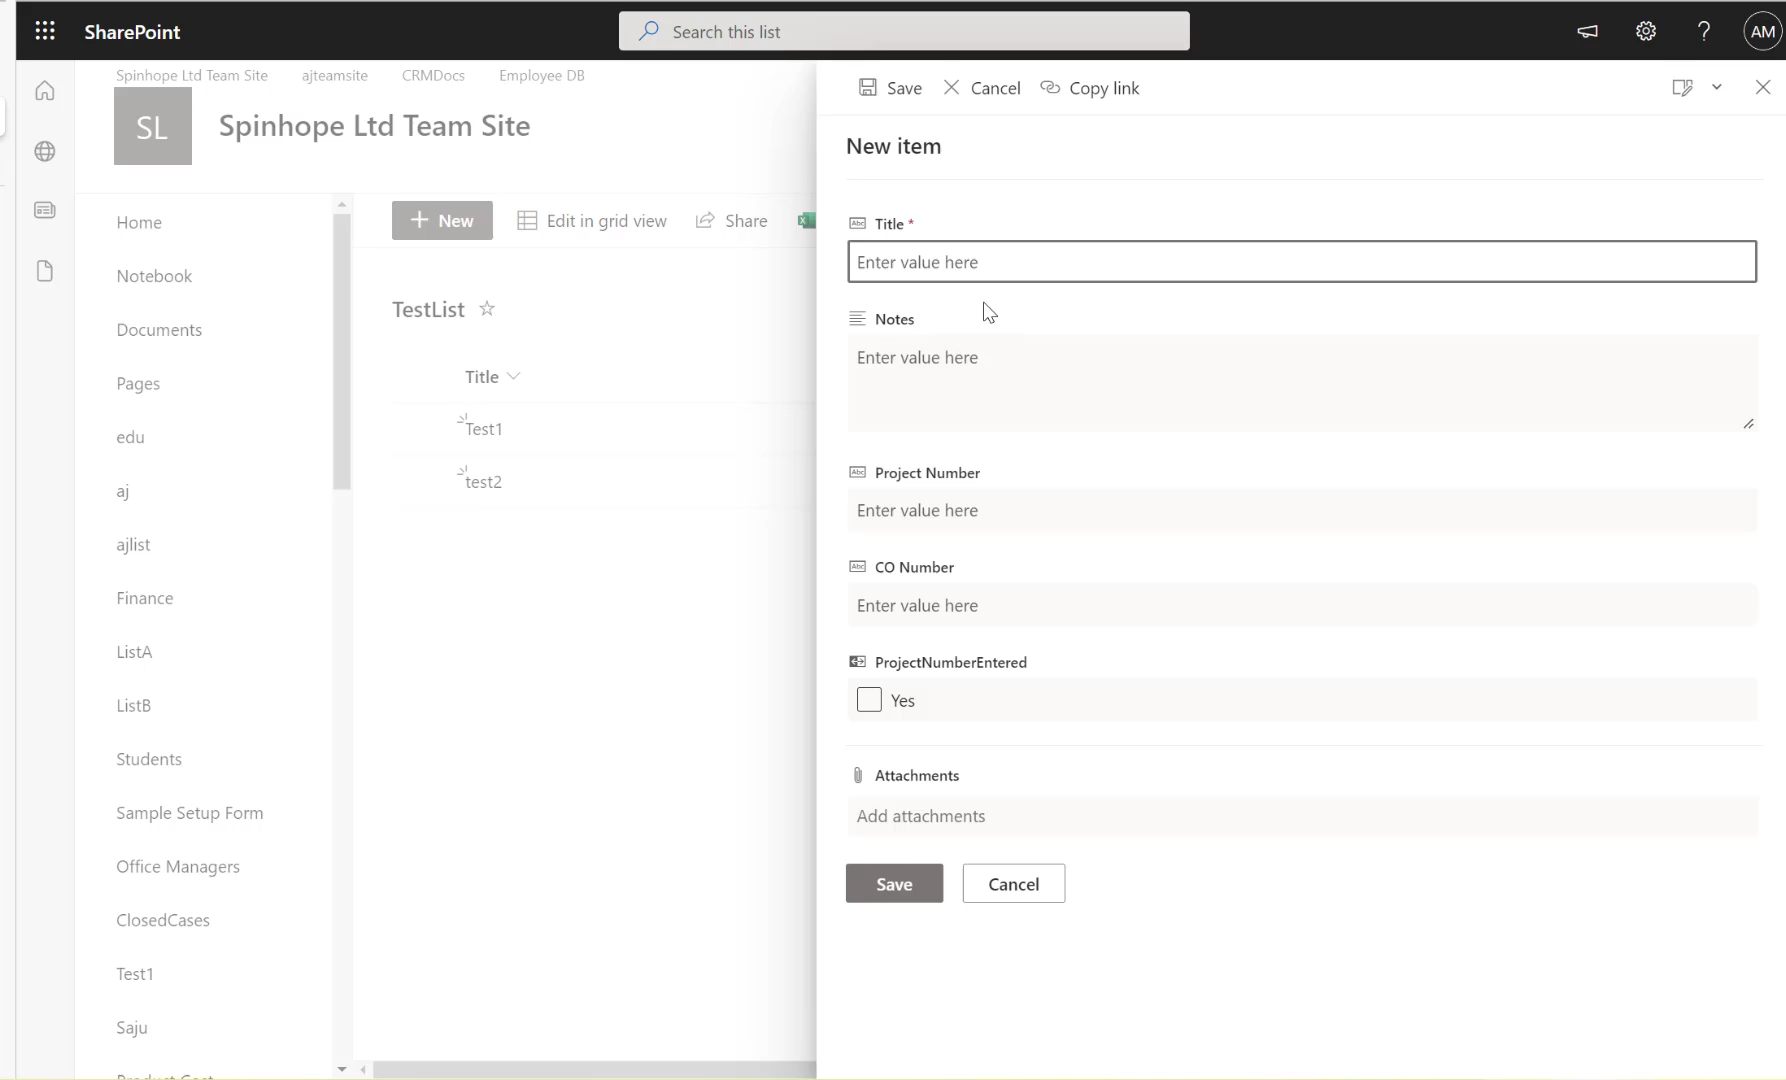 SharePoint
Search this list
AM
Spinhope Ltd Team Site
ajteamsite
CRMDocs
Employee DB
SL
Spinhope Ltd Team Site
Home
Notebook
Documents
Pages
edu
aj
ajlist
Finance
ListA
ListB
Students
Sample Setup Form
Office Managers
ClosedCases
Test1
Saju
New
Edit in grid view
Share
TestList
Title
Test1
test2
Save
Cancel
Copy link
New item
Abc Title *
Enter value here
Notes
Enter value here
Abc Project Number
Enter value here
Abc CO Number
Enter value here
ProjectNumberEntered
Yes
Attachments
Add attachments
Save
Cancel